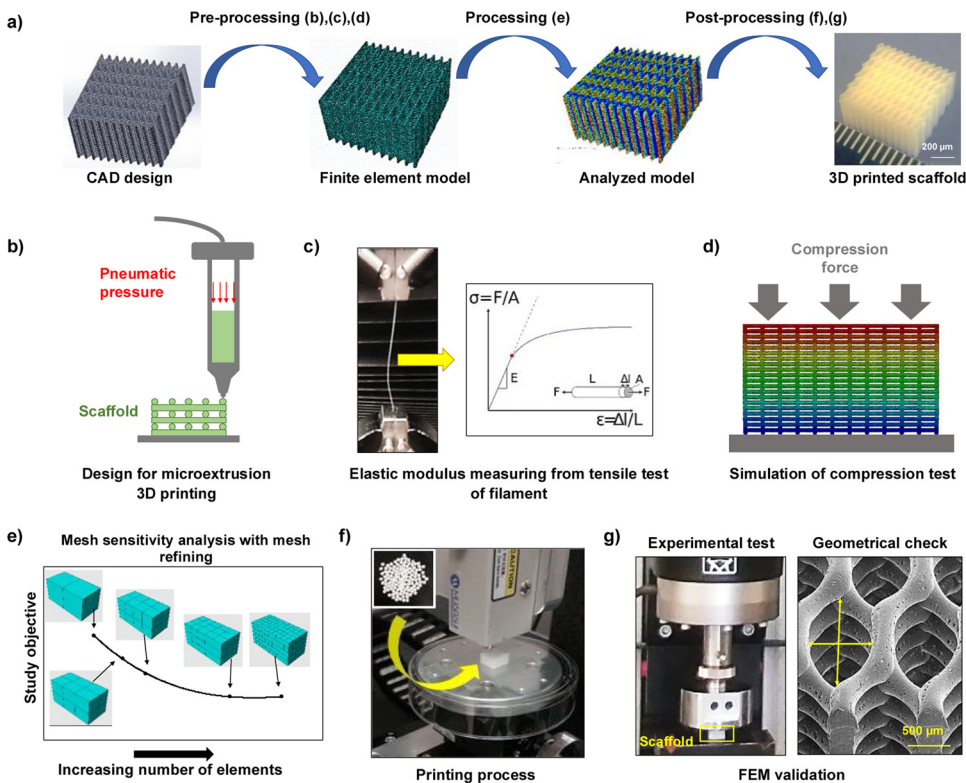 a)
Pre-processing (b),(c),(d)
Processing (e)
Post-processing (f),(g)
200 µm
CAD design
Finite element model
Analyzed model
3D printed scaffold
b)
Pneumatic
pressure
Scaffold
Design for microextrusion
3D printing
c)
σ=F/A
E
L
Δl
A
F
F
ε=Δl/L
Elastic modulus measuring from tensile test
of filament
d)
Compression
force
Simulation of compression test
e)
Mesh sensitivity analysis with mesh
refining
Study objective
Increasing number of elements
f)
CAUTION
Printing process
g)
Experimental test
Geometrical check
Scaffold
500 µm
FEM validation